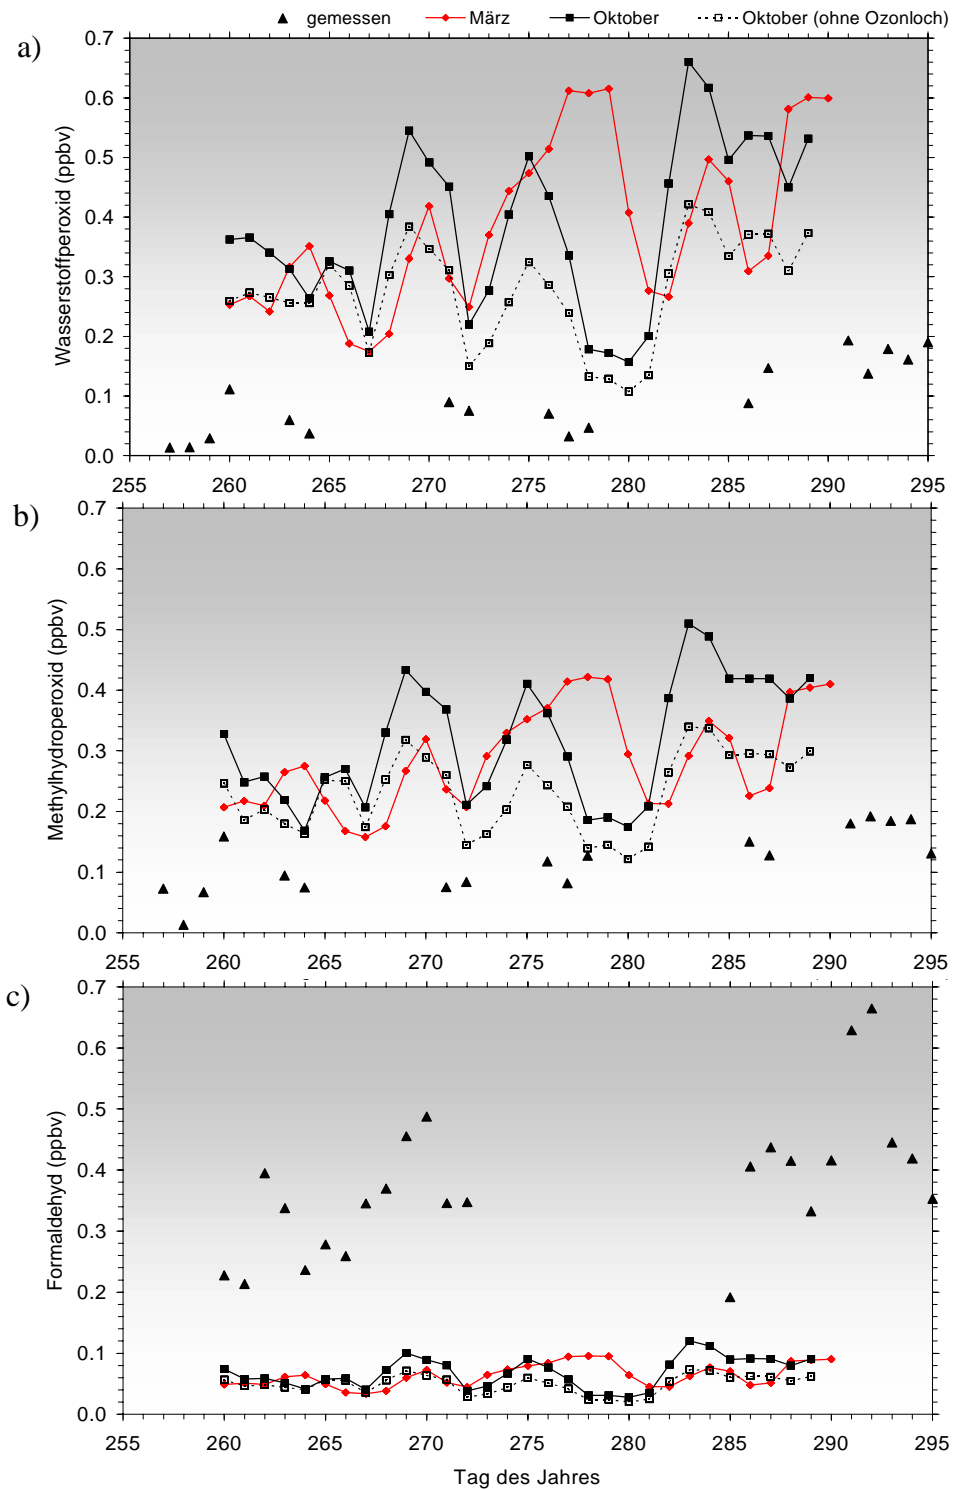 gemessen März Oktober Oktober (ohne Ozonloch)
a)
Wasserstoffperoxid (ppbv)
0.7
0.6
0.5
0.4
0.3
0.2
0.1
0.0
255 260 265 270 275 280 285 290 295
b)
Methylhydroperoxid (ppbv)
0.7
0.6
0.5
0.4
0.3
0.2
0.1
0.0
255 260 265 270 275 280 285 290 295
c)
Formaldehyd (ppbv)
0.7
0.6
0.5
0.4
0.3
0.2
0.1
0.0
255 260 265 270 275 280 285 290 295
Tag des Jahres